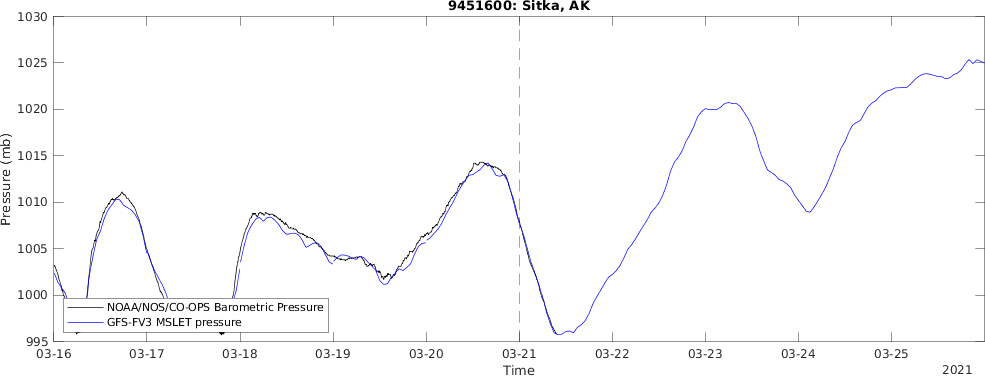 9451600: Sitka, AK
Pressure (mb)
1030
1025
1020
1015
1010
1005
1000
995
NOAA/NOS/CO-OPS Barometric Pressure
GFS-FV3 MSLET pressure
03-16 03-17 03-18 03-19 03-20 03-21 03-22 03-23 03-24 03-25
Time
2021